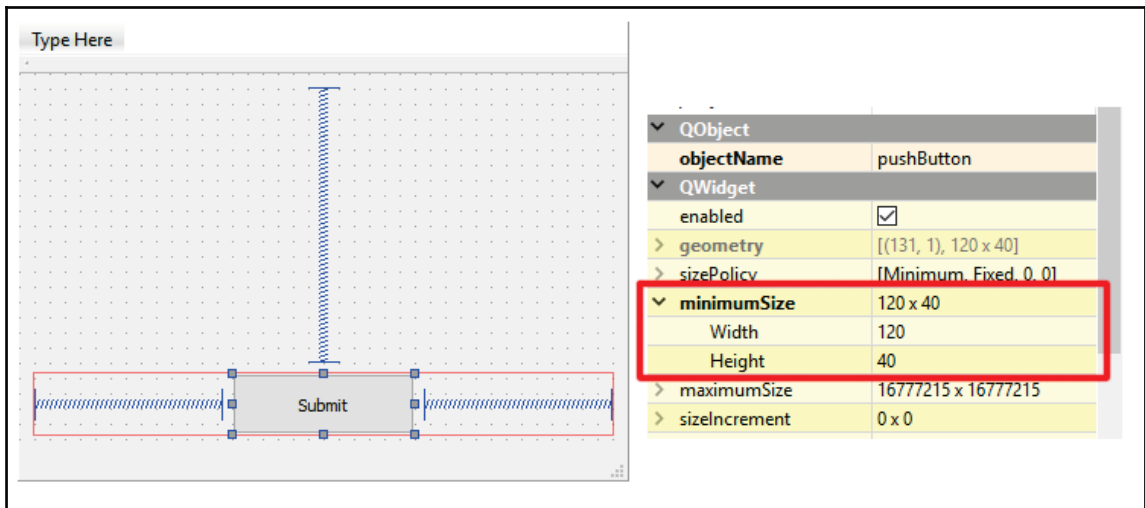 Type Here
Submit
QObject
objectName pushButton
QWidget
enabled
geometry [(131, 1), 120 x 40]
sizePolicy [Minimum, Fixed, 0, 0]
minimumSize 120 x 40
Width 120
Height 40
maximumSize 16777215 x 16777215
sizeIncrement 0 x 0